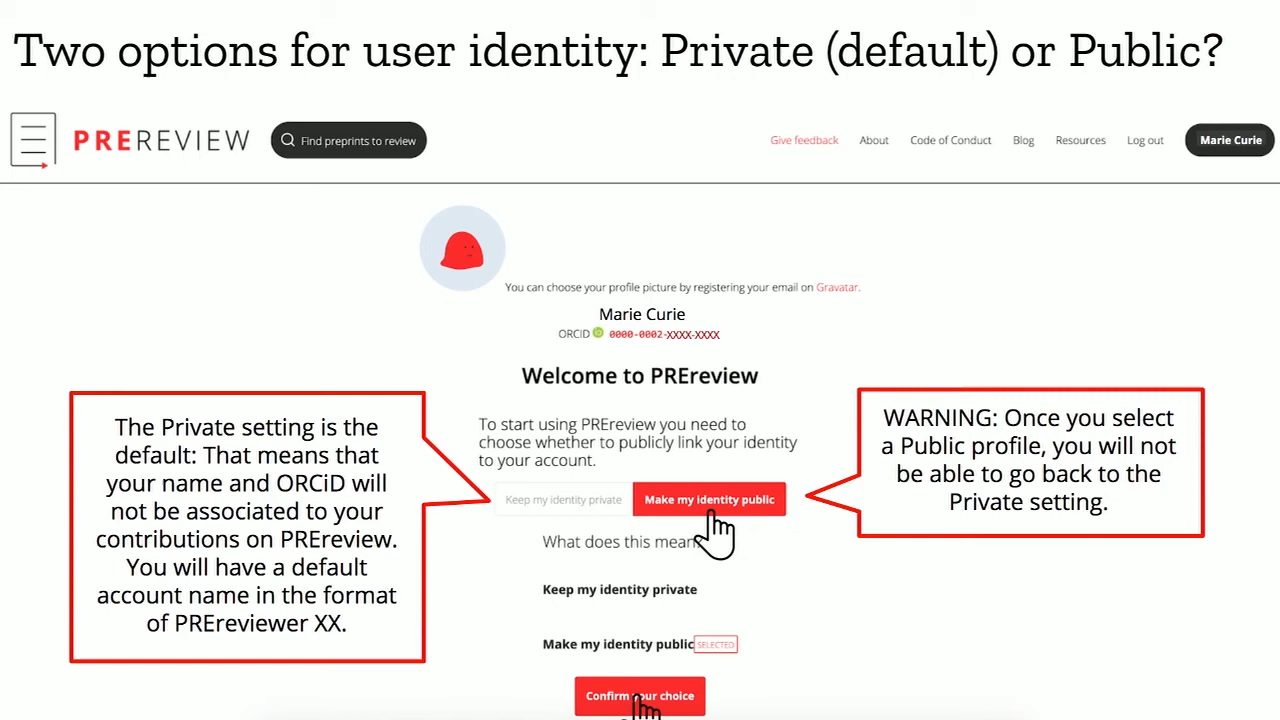 Two options for user identity: Private (default) or Public?
PREREVIEW
Find preprints to review
Give feedback
About
Code of Conduct
Blog
Resources
Log out
Marie Curie
You can choose your profile picture by registering your email on Gravatar.
Marie Curie
ORCID iD 0000-0002-XXXX-XXXX
Welcome to PREreview
To start using PREreview you need to
choose whether to publicly link your identity
to your account.
Keep my identity private
Make my identity public
What does this mean
Keep my identity private
Make my identity public SELECTED
Confirm your choice
The Private setting is the
default: That means that
your name and ORCiD will
not be associated to your
contributions on PREreview.
You will have a default
account name in the format
of PREreviewer XX.
WARNING: Once you select
a Public profile, you will not
be able to go back to the
Private setting.